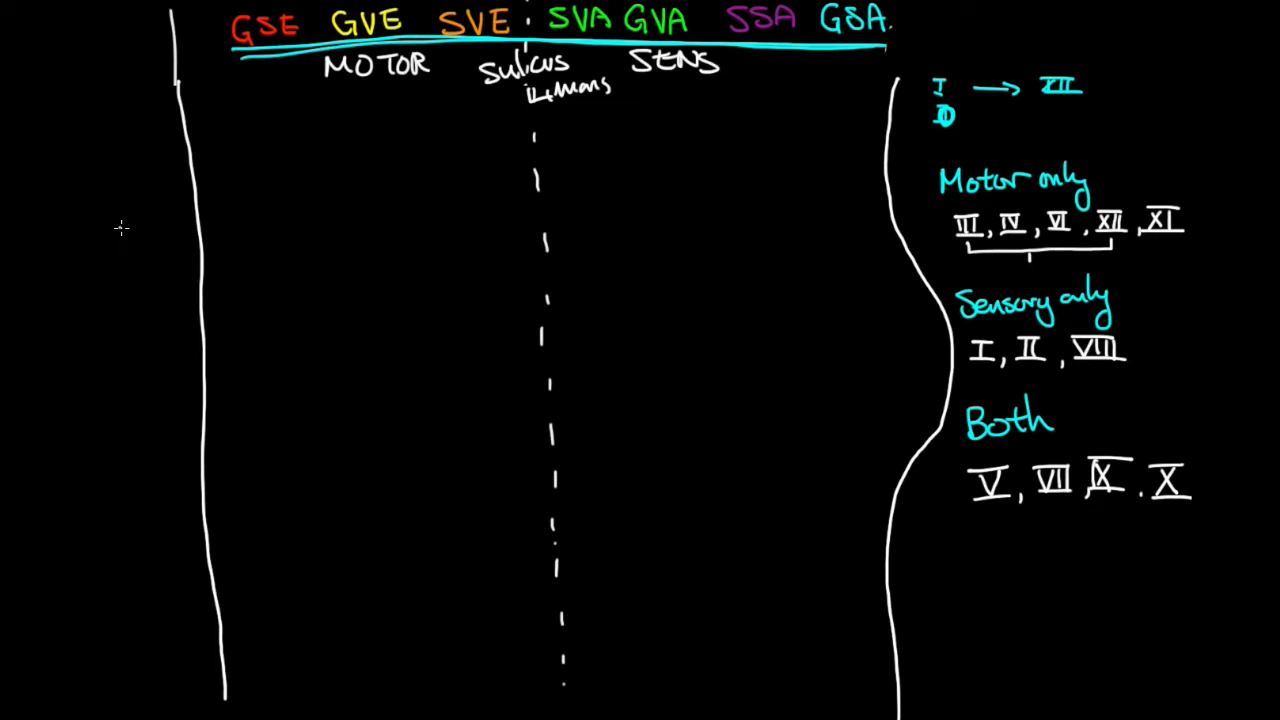 GSE GVE SVE SVA GVA SSA GSA.
MOTOR Sulcus SENS
limitans
I → XII
II
Motor only
III, IV, VI, XII, XI
Sensory only
I, II, VIII
Both
V, VII, IX, X